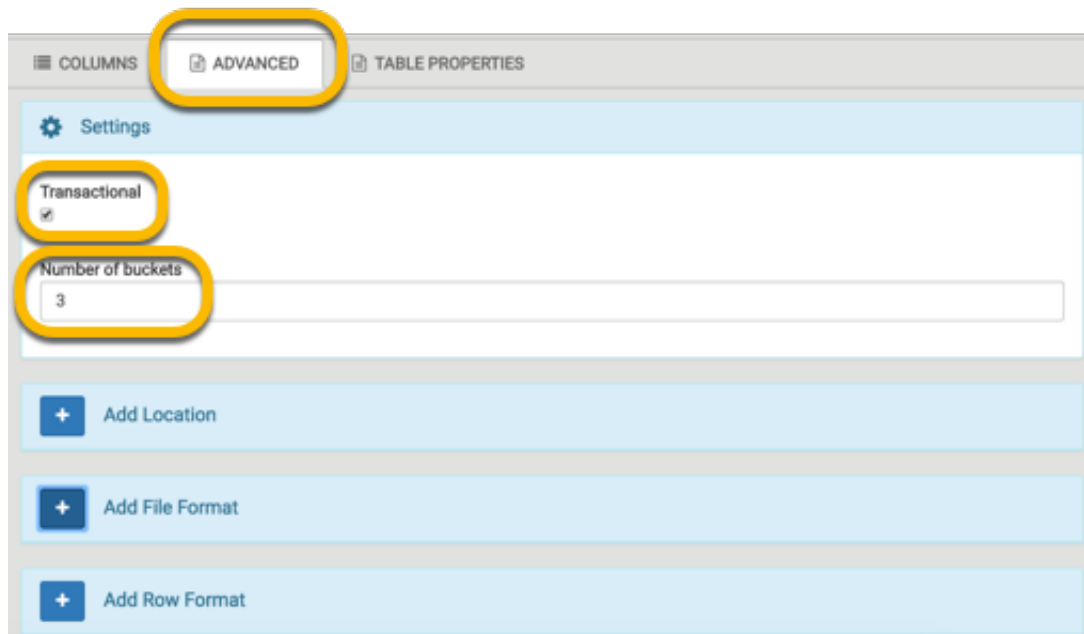 COLUMNS ADVANCED TABLE PROPERTIES
Settings
Transactional
Number of buckets
3
Add Location
Add File Format
Add Row Format